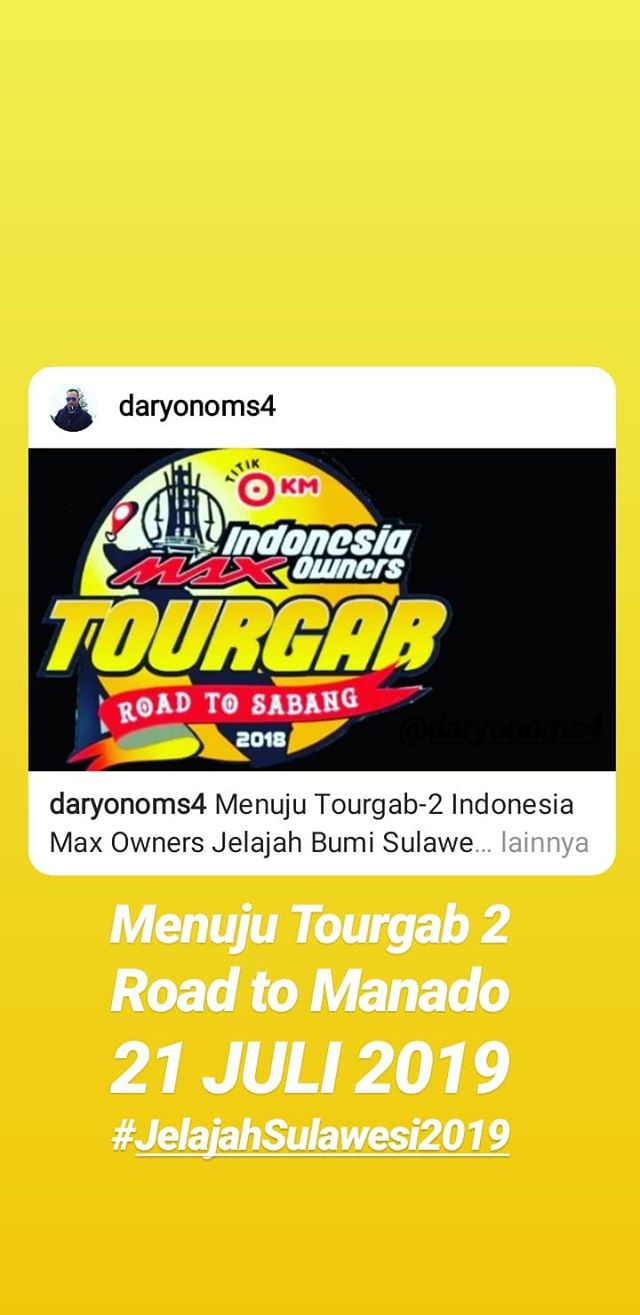 daryonoms4
TITIK
0 KM
Indonesia
MAX Owners
TOURGAB
ROAD TO SABANG
2018
@daryonoms4
daryonoms4 Menuju Tourgab-2 Indonesia
Max Owners Jelajah Bumi Sulawe... lainnya
Menuju Tourgab 2
Road to Manado
21 JULI 2019
#JelajahSulawesi2019